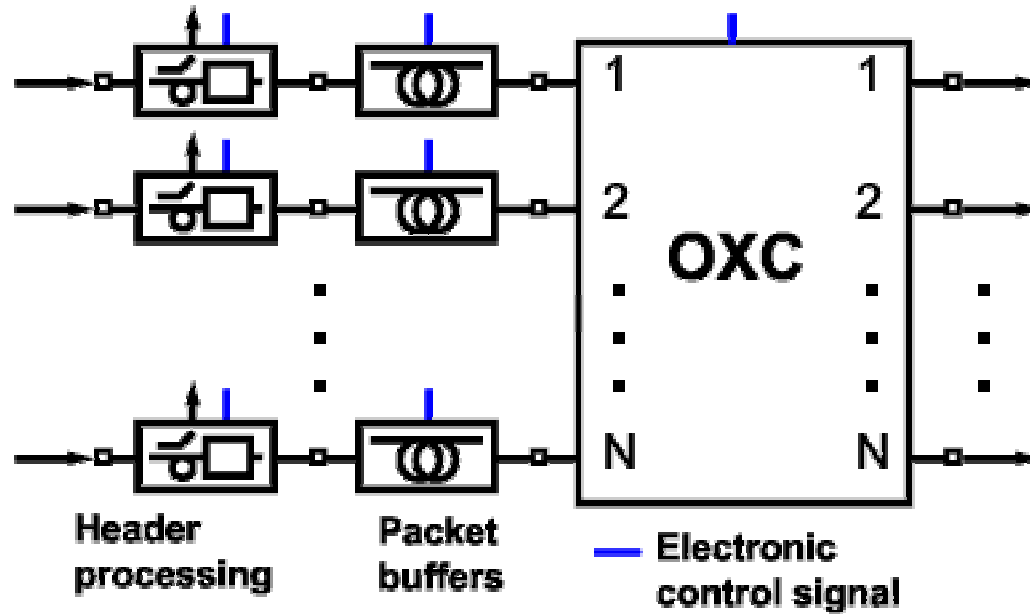 1 1
2 2
OXC
N N
Header
processing
Packet
buffers
Electronic
control signal